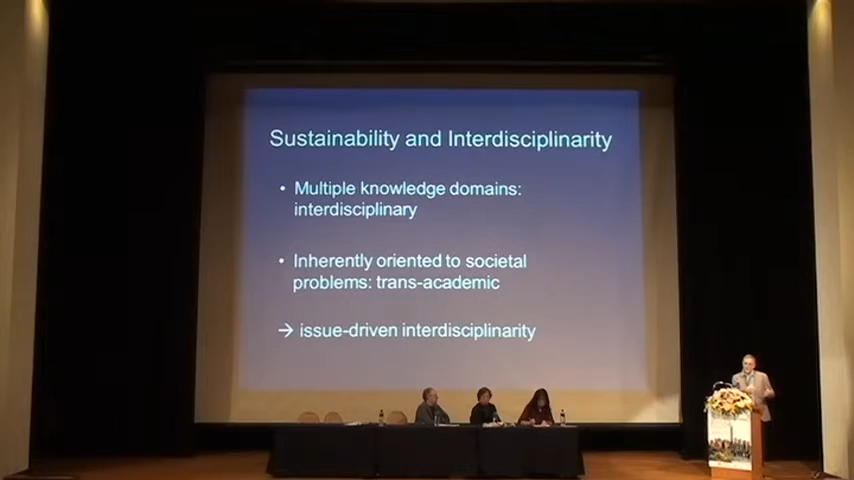 Sustainability and Interdisciplinarity
• Multiple knowledge domains:
interdisciplinary
• Inherently oriented to societal
problems: trans-academic
→ issue-driven interdisciplinarity